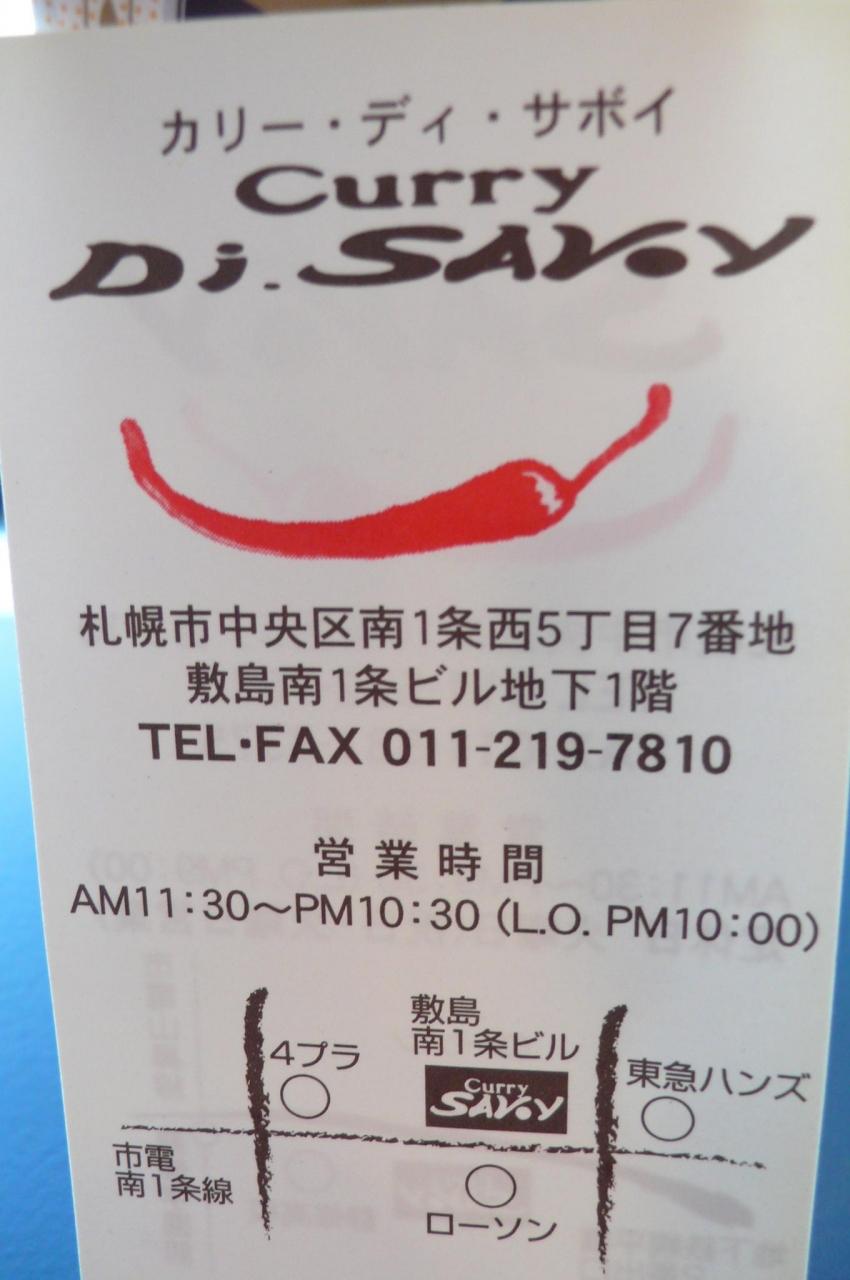 カリー・ディ・サボイ
Curry
Di. SAVOY
札幌市中央区南1条西5丁目7番地
敷島南1条ビル地下1階
TEL・FAX 011-219-7810
営業時間
AM11:30〜PM10:30 (L.O. PM10:00)
4プラ
敷島
南1条ビル
Curry
SAVOY
東急ハンズ
市電
南1条線
ローソン